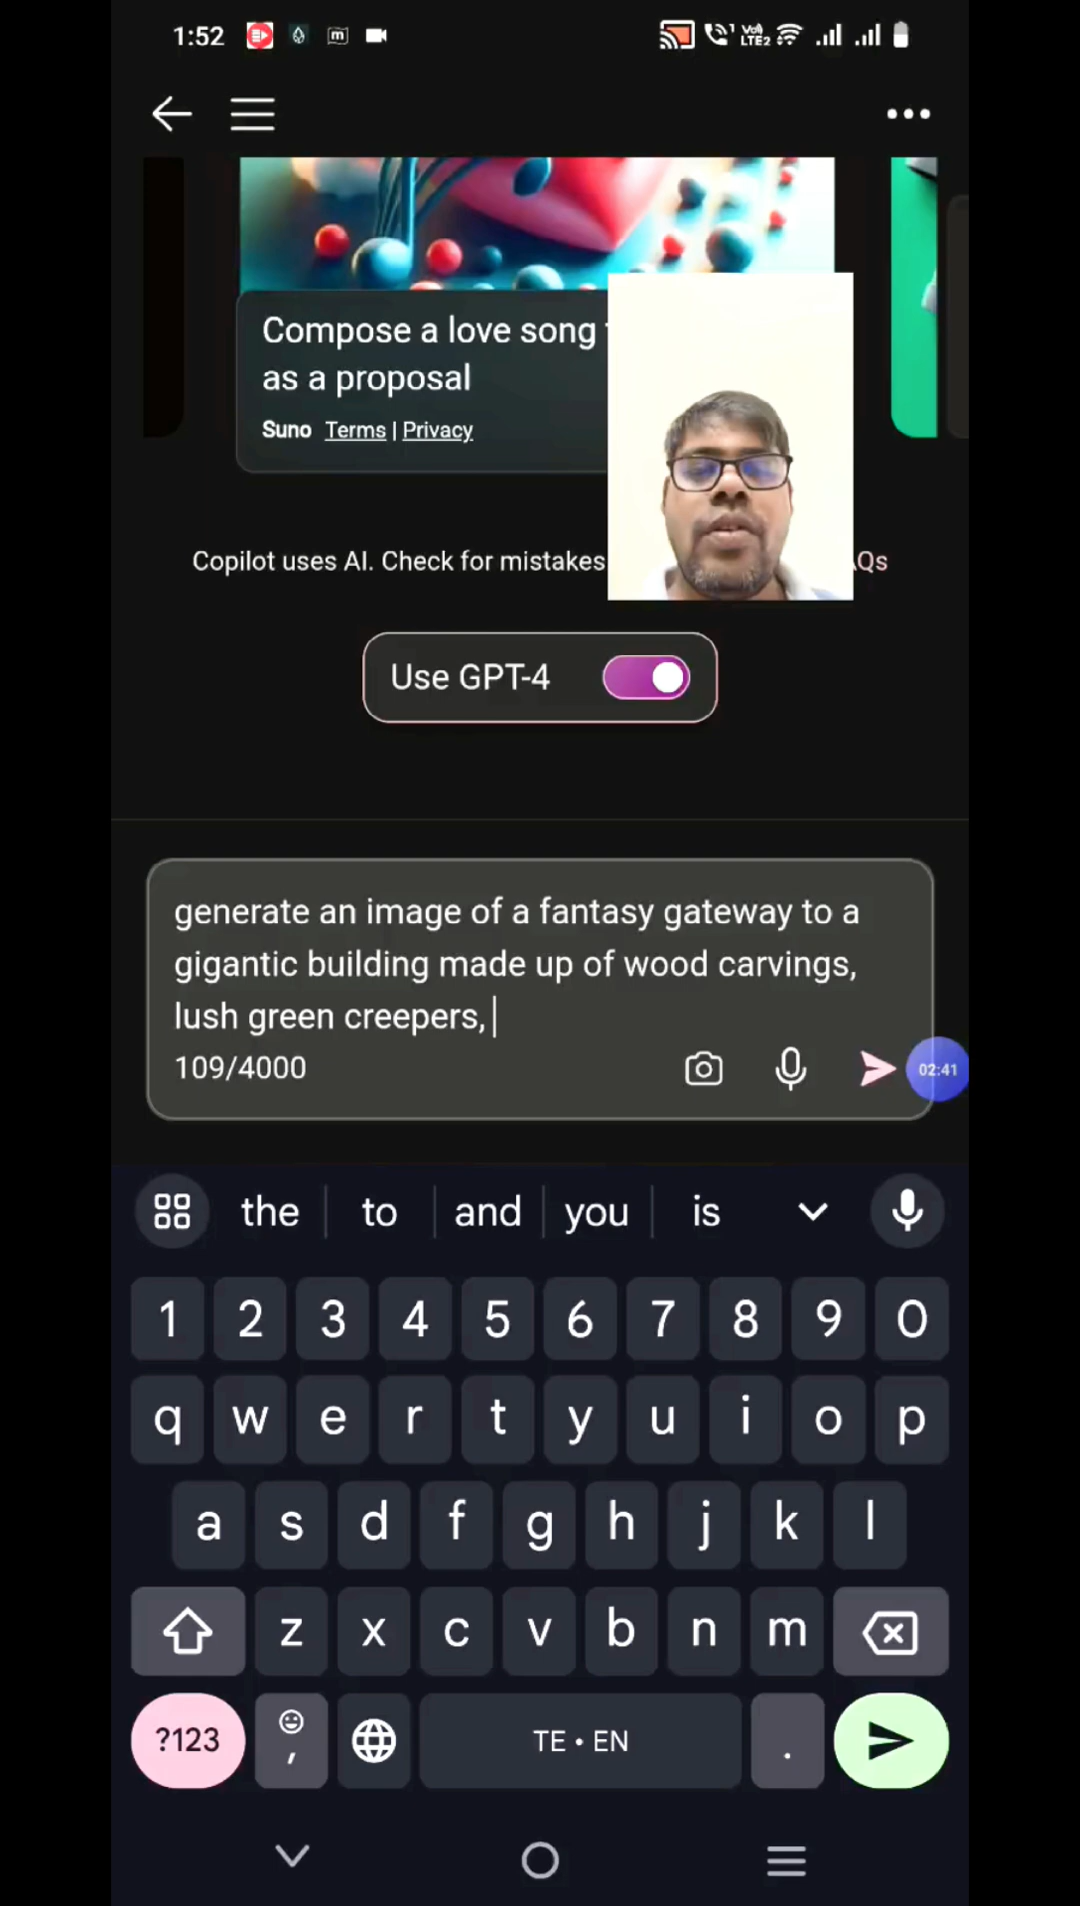 1:52
VoI) LTE2
Compose a love song
as a proposal
Suno Terms | Privacy
Copilot uses AI. Check for mistakes
AQs
Use GPT-4
generate an image of a fantasy gateway to a
gigantic building made up of wood carvings,
lush green creepers,
109/4000
02:41
the to and you is
1 2 3 4 5 6 7 8 9 0
q w e r t y u i o p
a s d f g h j k l
z x c v b n m
?123 , TE • EN .